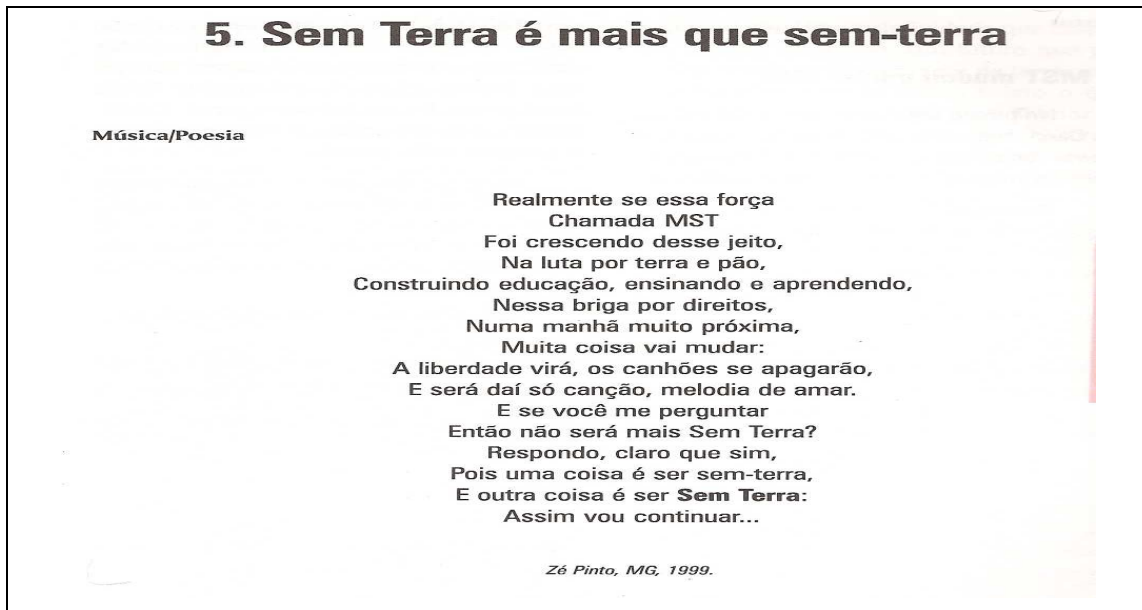 5. Sem Terra é mais que sem-terra
Música/Poesia
Realmente se essa força
Chamada MST
Foi crescendo desse jeito,
Na luta por terra e pão,
Construindo educação, ensinando e aprendendo,
Nessa briga por direitos,
Numa manhã muito próxima,
Muita coisa vai mudar:
A liberdade virá, os canhões se apagarão,
E será daí só canção, melodia de amar.
E se você me perguntar
Então não será mais Sem Terra?
Respondo, claro que sim,
Pois uma coisa é ser sem-terra,
E outra coisa é ser Sem Terra:
Assim vou continuar...
Zé Pinto, MG, 1999.